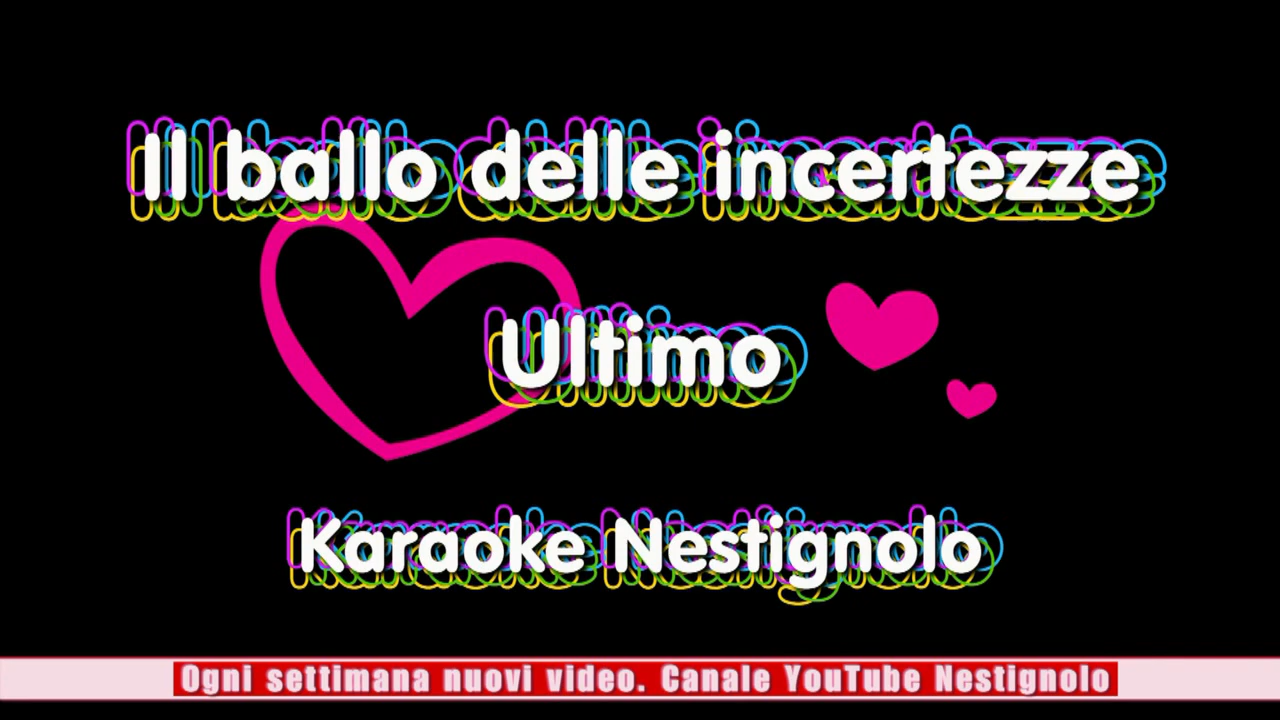 Il ballo delle incertezze
Ultimo
Karaoke Nestignolo
Ogni settimana nuovi video. Canale YouTube Nestignolo